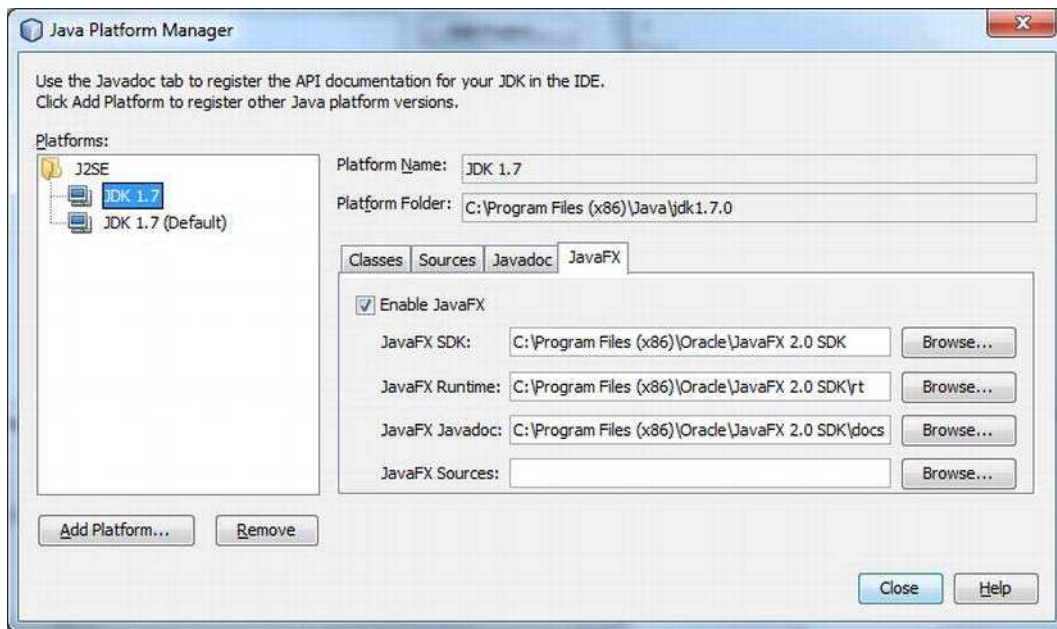 Java Platform Manager
Use the Javadoc tab to register the API documentation for your JDK in the IDE.
Click Add Platform to register other Java platform versions.
Platforms:
J2SE
JDK 1.7
JDK 1.7 (Default)
Platform Name: JDK 1.7
Platform Folder: C:\Program Files (x86)\Java\jdk1.7.0
Classes Sources Javadoc JavaFX
Enable JavaFX
JavaFX SDK: C:\Program Files (x86)\Oracle\JavaFX 2.0 SDK Browse...
JavaFX Runtime: C:\Program Files (x86)\Oracle\JavaFX 2.0 SDK\rt Browse...
JavaFX Javadoc: C:\Program Files (x86)\Oracle\JavaFX 2.0 SDK\docs Browse...
JavaFX Sources: Browse...
Add Platform... Remove
Close Help